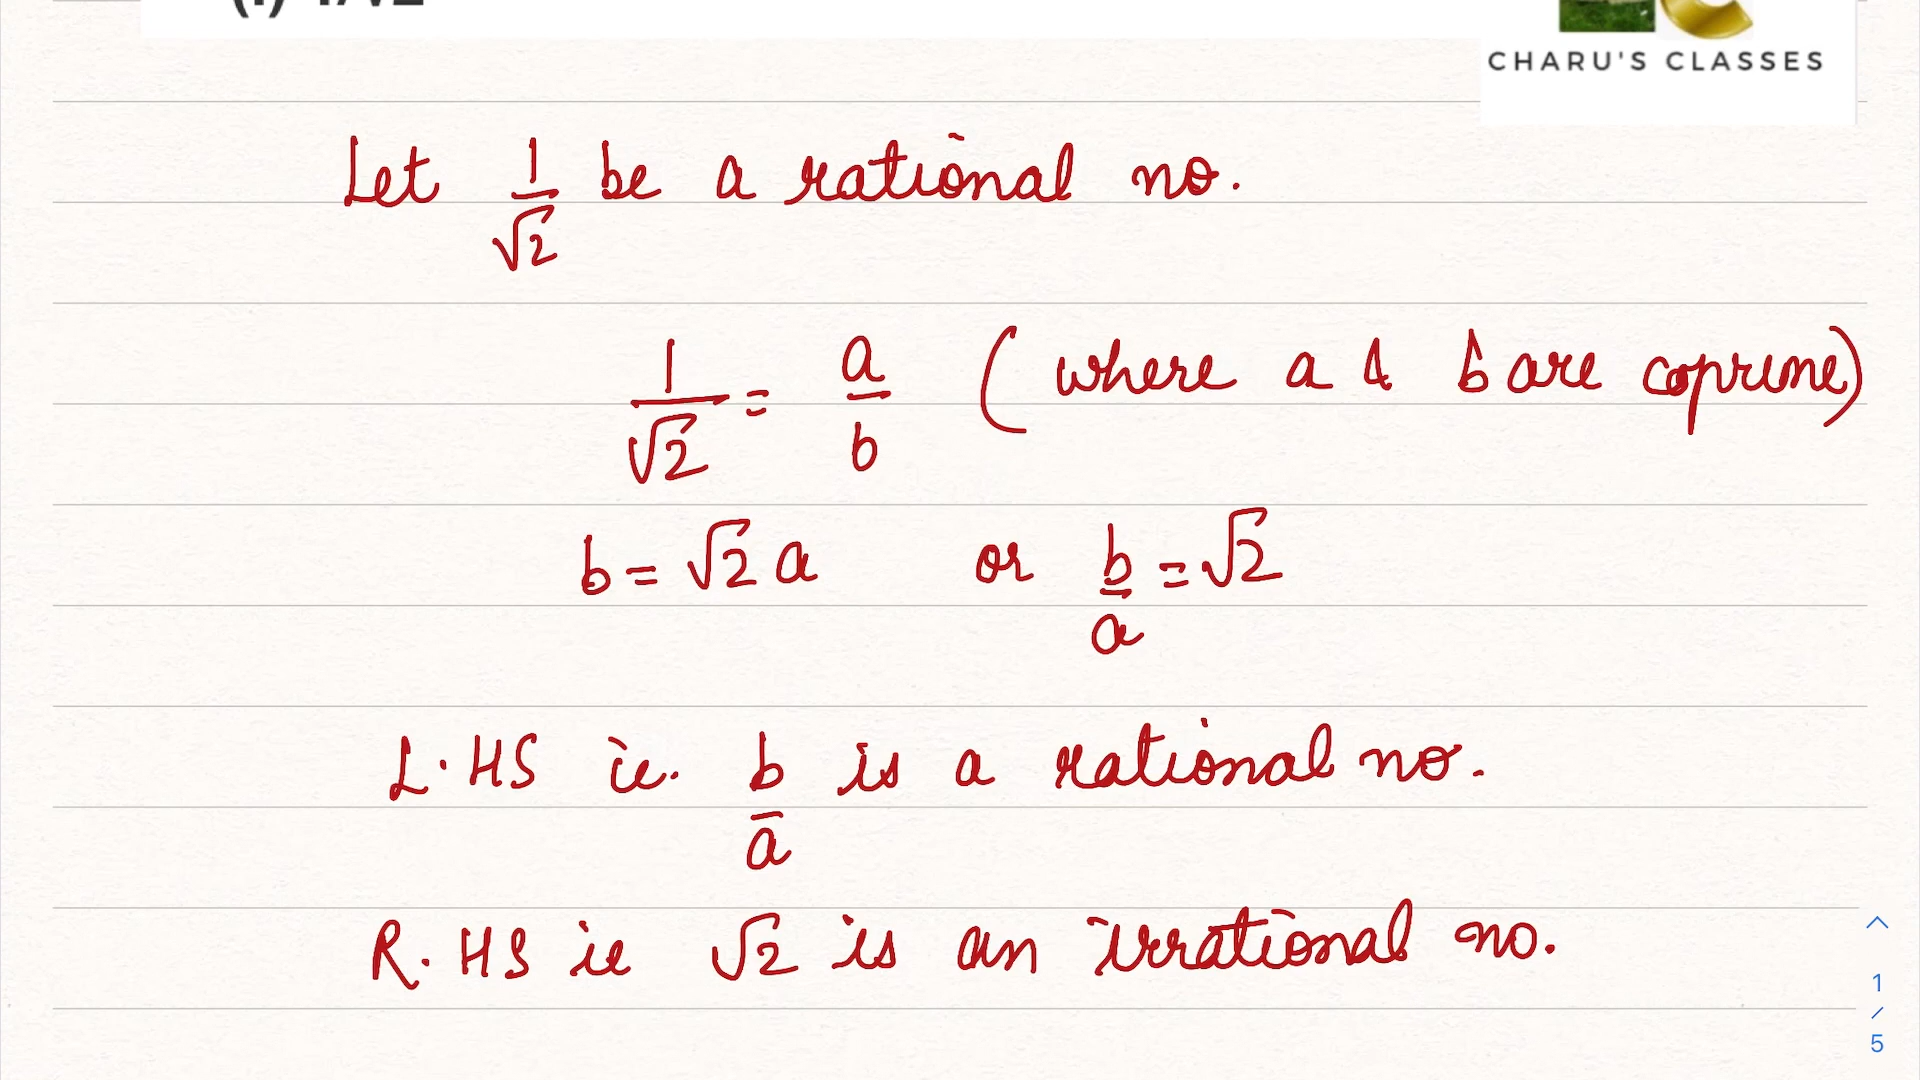 CHARU'S CLASSES
Let 1/√2 be a rational no.
1/√2 = a/b (where a & b are coprime)
b = √2 a or b/a = √2
L.HS ie. b/a is a rational no.
R.HS ie √2 is an irrational no.
1
/
5